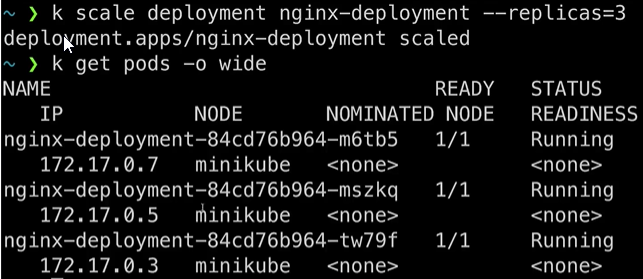 ~ ❯ k scale deployment nginx-deployment --replicas=3
deployment.apps/nginx-deployment scaled
~ ❯ k get pods -o wide
NAME READY STATUS
IP NODE NOMINATED NODE READINESS
nginx-deployment-84cd76b964-m6tb5 1/1 Running
172.17.0.7 minikube <none> <none>
nginx-deployment-84cd76b964-mszkq 1/1 Running
172.17.0.5 minikube <none> <none>
nginx-deployment-84cd76b964-tw79f 1/1 Running
172.17.0.3 minikube <none> <none>